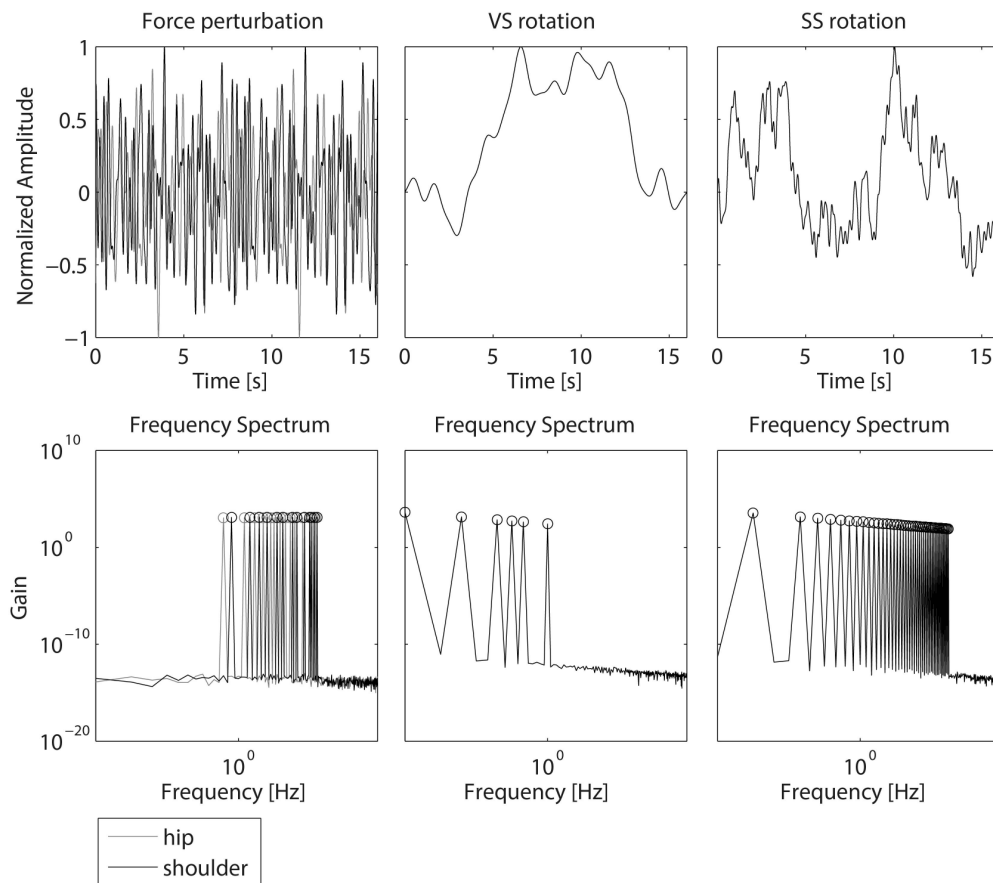 Force perturbation
VS rotation
SS rotation
Normalized Amplitude
1
0.5
0
−0.5
−1
0 5 10 15
0 5 10 15
0 5 10 15
Time [s]
Time [s]
Time [s]
Frequency Spectrum
Frequency Spectrum
Frequency Spectrum
Gain
10^10
10^0
10^−10
10^−20
10^0
10^0
10^0
Frequency [Hz]
Frequency [Hz]
Frequency [Hz]
hip
shoulder